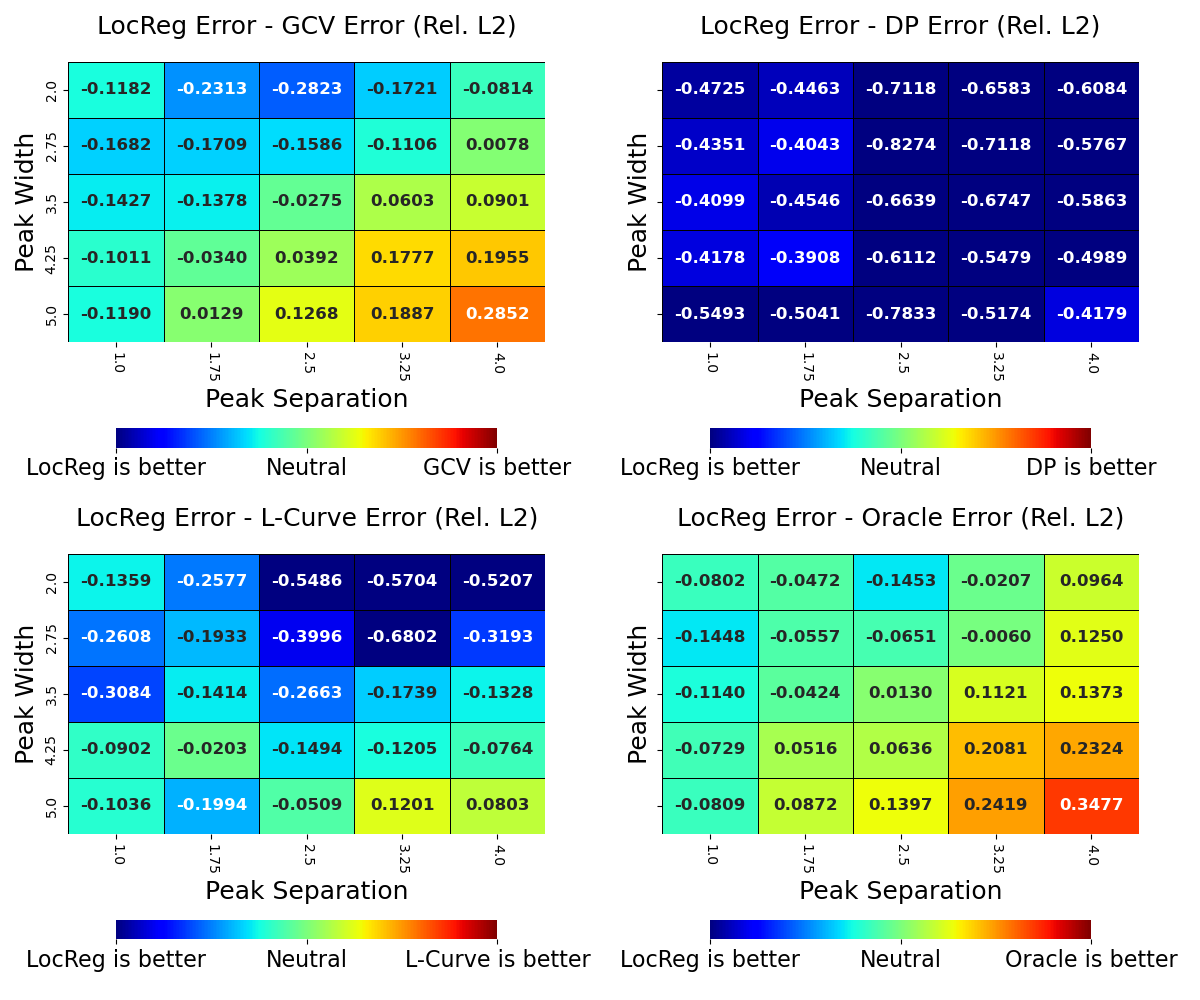 LocReg Error - GCV Error (Rel. L2)
Peak Width
2.0 -0.1182 -0.2313 -0.2823 -0.1721 -0.0814
2.75 -0.1682 -0.1709 -0.1586 -0.1106 0.0078
3.5 -0.1427 -0.1378 -0.0275 0.0603 0.0901
4.25 -0.1011 -0.0340 0.0392 0.1777 0.1955
5.0 -0.1190 0.0129 0.1268 0.1887 0.2852
1.0 1.75 2.5 3.25 4.0
Peak Separation
LocReg is better Neutral GCV is better
LocReg Error - DP Error (Rel. L2)
Peak Width
-0.4725 -0.4463 -0.7118 -0.6583 -0.6084
-0.4351 -0.4043 -0.8274 -0.7118 -0.5767
-0.4099 -0.4546 -0.6639 -0.6747 -0.5863
-0.4178 -0.3908 -0.6112 -0.5479 -0.4989
-0.5493 -0.5041 -0.7833 -0.5174 -0.4179
1.0 1.75 2.5 3.25 4.0
Peak Separation
LocReg is better Neutral DP is better
LocReg Error - L-Curve Error (Rel. L2)
Peak Width
2.0 -0.1359 -0.2577 -0.5486 -0.5704 -0.5207
2.75 -0.2608 -0.1933 -0.3996 -0.6802 -0.3193
3.5 -0.3084 -0.1414 -0.2663 -0.1739 -0.1328
4.25 -0.0902 -0.0203 -0.1494 -0.1205 -0.0764
5.0 -0.1036 -0.1994 -0.0509 0.1201 0.0803
1.0 1.75 2.5 3.25 4.0
Peak Separation
LocReg is better Neutral L-Curve is better
LocReg Error - Oracle Error (Rel. L2)
Peak Width
-0.0802 -0.0472 -0.1453 -0.0207 0.0964
-0.1448 -0.0557 -0.0651 -0.0060 0.1250
-0.1140 -0.0424 0.0130 0.1121 0.1373
-0.0729 0.0516 0.0636 0.2081 0.2324
-0.0809 0.0872 0.1397 0.2419 0.3477
1.0 1.75 2.5 3.25 4.0
Peak Separation
LocReg is better Neutral Oracle is better